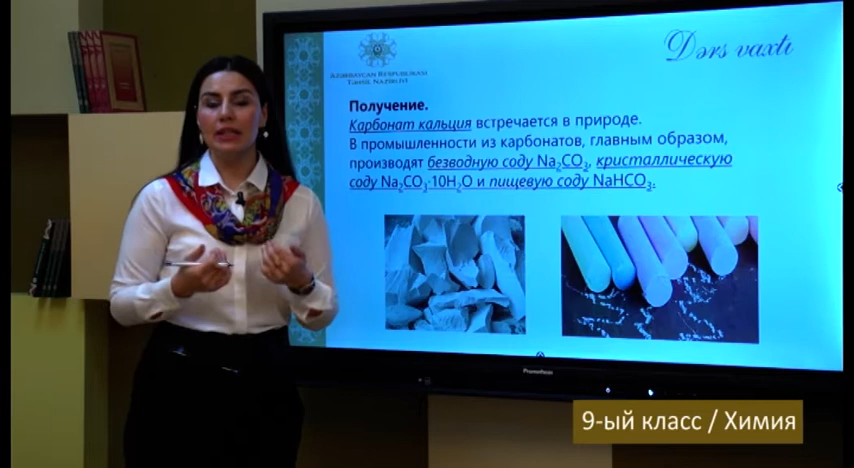 Dərs vaxtı
AZƏRBAYCAN RESPUBLİKASI
TƏHSİL NAZİRLİYİ
Получение.
Карбонат кальция встречается в природе.
В промышленности из карбонатов, главным образом,
производят безводную соду Na₂CO₃, кристаллическую
соду Na₂CO₃·10H₂O и пищевую соду NaHCO₃.
Promethean
9-ый класс / Химия